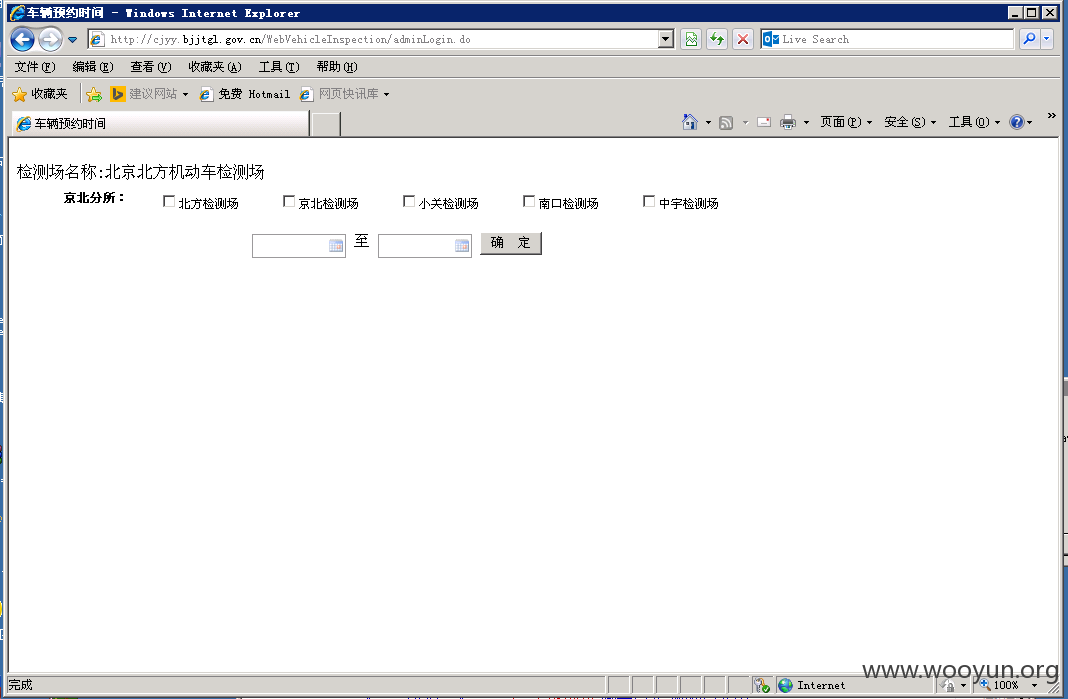 车辆预约时间 - Windows Internet Explorer
http://cjyy.bjjtgl.gov.cn/WebVehicleInspection/adminLogin.do
Live Search
文件(F) 编辑(E) 查看(V) 收藏夹(A) 工具(T) 帮助(H)
收藏夹 建议网站 免费 Hotmail 网页快讯库
车辆预约时间 页面(P) 安全(S) 工具(O) »
检测场名称:北京北方机动车检测场
京北分所： 北方检测场 京北检测场 小关检测场 南口检测场 中宇检测场
至 确 定
www.wooyun.org
完成 Internet 100%